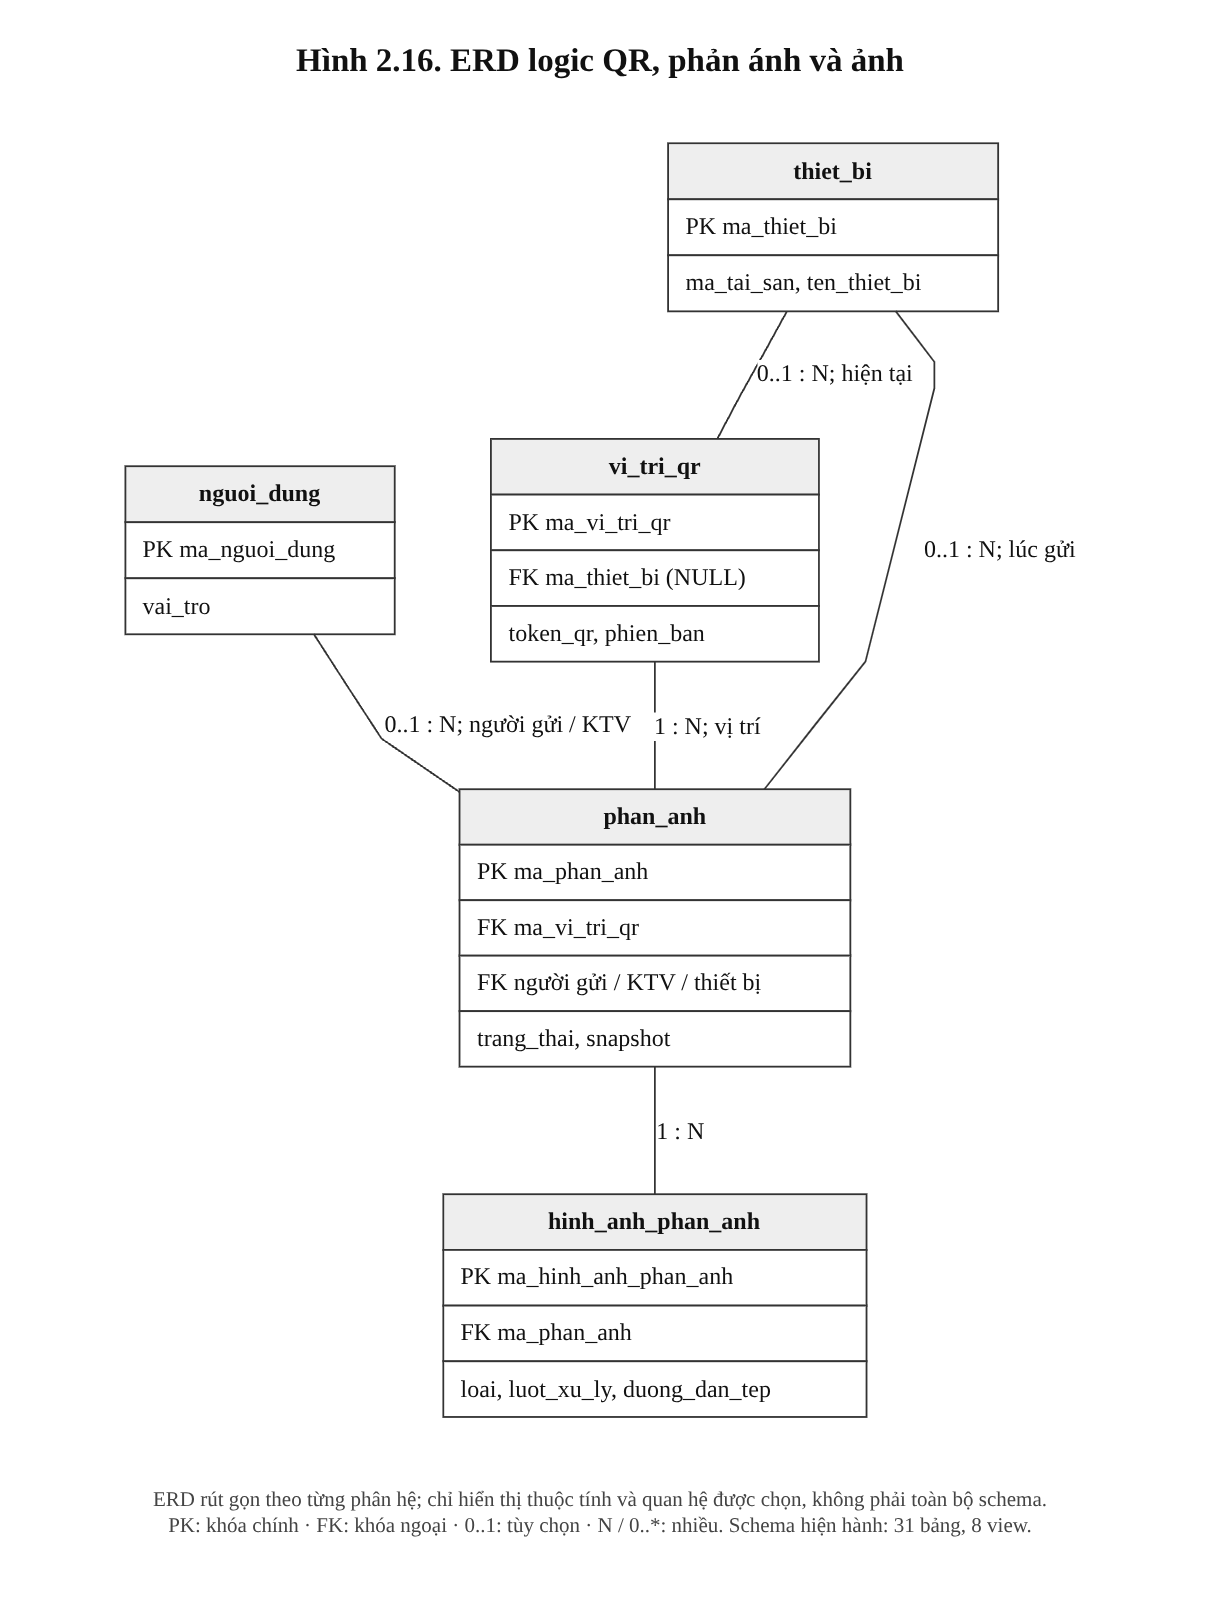 Hình 2.16. ERD logic QR, phản ánh và ảnh
thiet_bi
PK ma_thiet_bi
ma_tai_san, ten_thiet_bi
0..1 : N; hiện tại
vi_tri_qr
PK ma_vi_tri_qr
FK ma_thiet_bi (NULL)
token_qr, phien_ban
nguoi_dung
PK ma_nguoi_dung
vai_tro
0..1 : N; lúc gửi
0..1 : N; người gửi / KTV
1 : N; vị trí
phan_anh
PK ma_phan_anh
FK ma_vi_tri_qr
FK người gửi / KTV / thiết bị
trang_thai, snapshot
1 : N
hinh_anh_phan_anh
PK ma_hinh_anh_phan_anh
FK ma_phan_anh
loai, luot_xu_ly, duong_dan_tep
ERD rút gọn theo từng phân hệ; chỉ hiển thị thuộc tính và quan hệ được chọn, không phải toàn bộ schema.
PK: khóa chính · FK: khóa ngoại · 0..1: tùy chọn · N / 0..*: nhiều. Schema hiện hành: 31 bảng, 8 view.